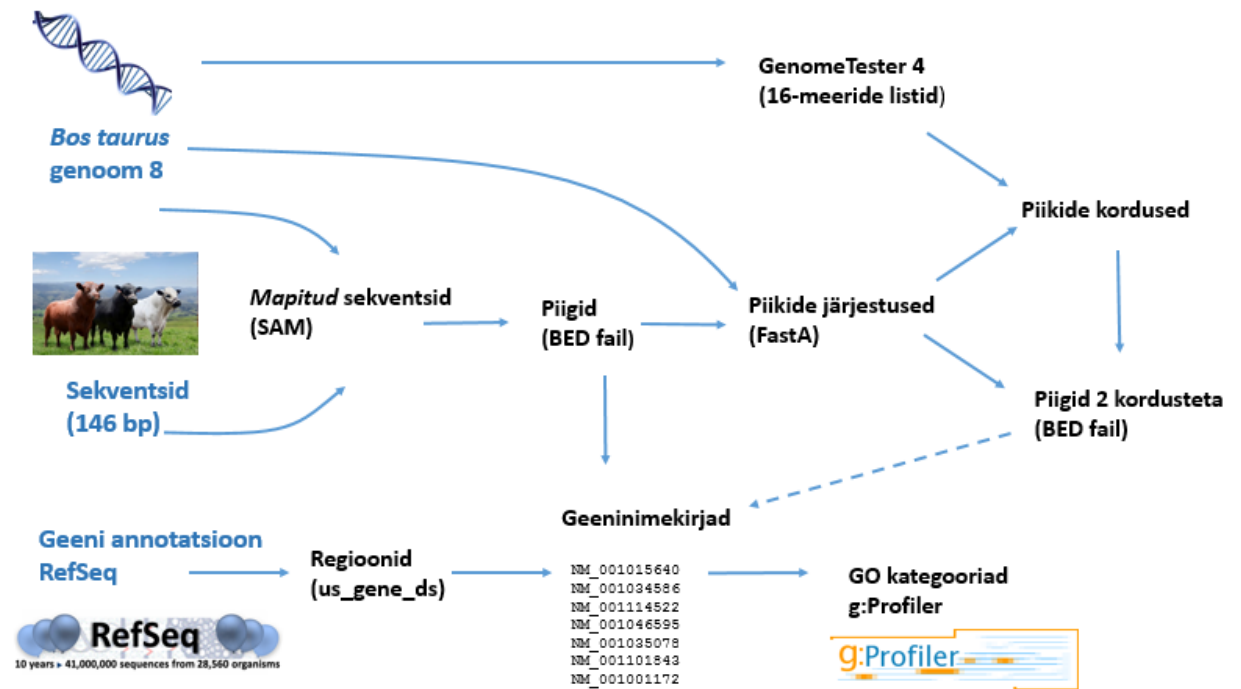 GenomeTester 4
(16-meeride listid)
Bos taurus
genoom 8
Piikide kordused
Mapitud sekventsid
(SAM)
Piigid
(BED fail)
Piikide järjestused
(FastA)
Sekventsid
(146 bp)
Piigid 2 kordusteta
(BED fail)
Geeninimekirjad
Geeni annotatsioon
RefSeq
Regioonid
(us_gene_ds)
NM_001015640
NM_001034586
NM_001114522
NM_001046595
NM_001035078
NM_001101843
NM_001001172
GO kategooriad
g:Profiler
RefSeq
10 years ▸ 41,000,000 sequences from 28,560 organisms
g:Profiler